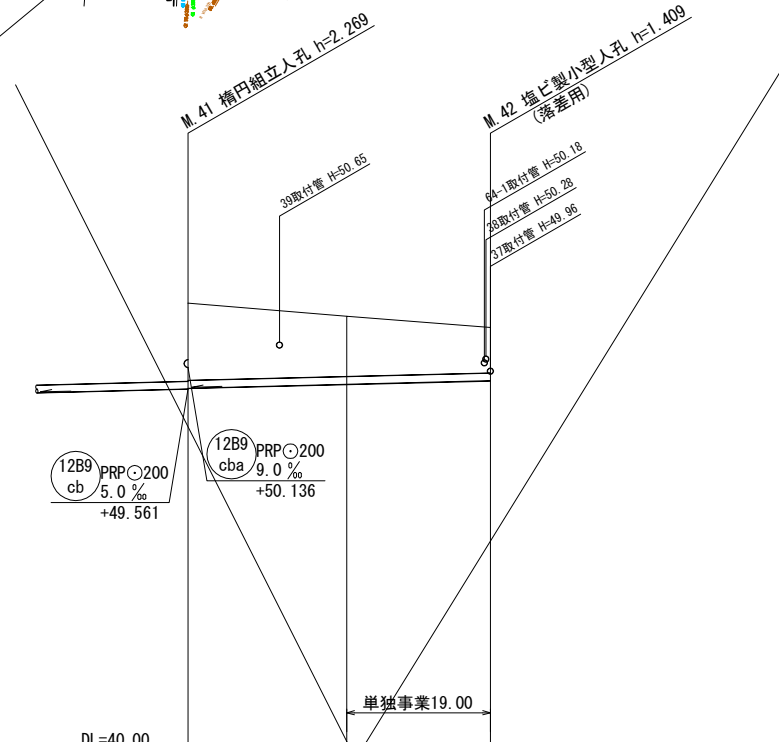 M.41 楕円組立人孔 h=2.269
M.42 塩ビ製小型人孔 h=1.409
(落差用)
39取付管 H=50.65
64-1取付管 H=50.18
38取付管 H=50.28
37取付管 H=49.96
12B9
cb
PRP⊙200
5.0 ‰
+49.561
12B9
cba
PRP⊙200
9.0 ‰
+50.136
単独事業19.00
DL=40.00